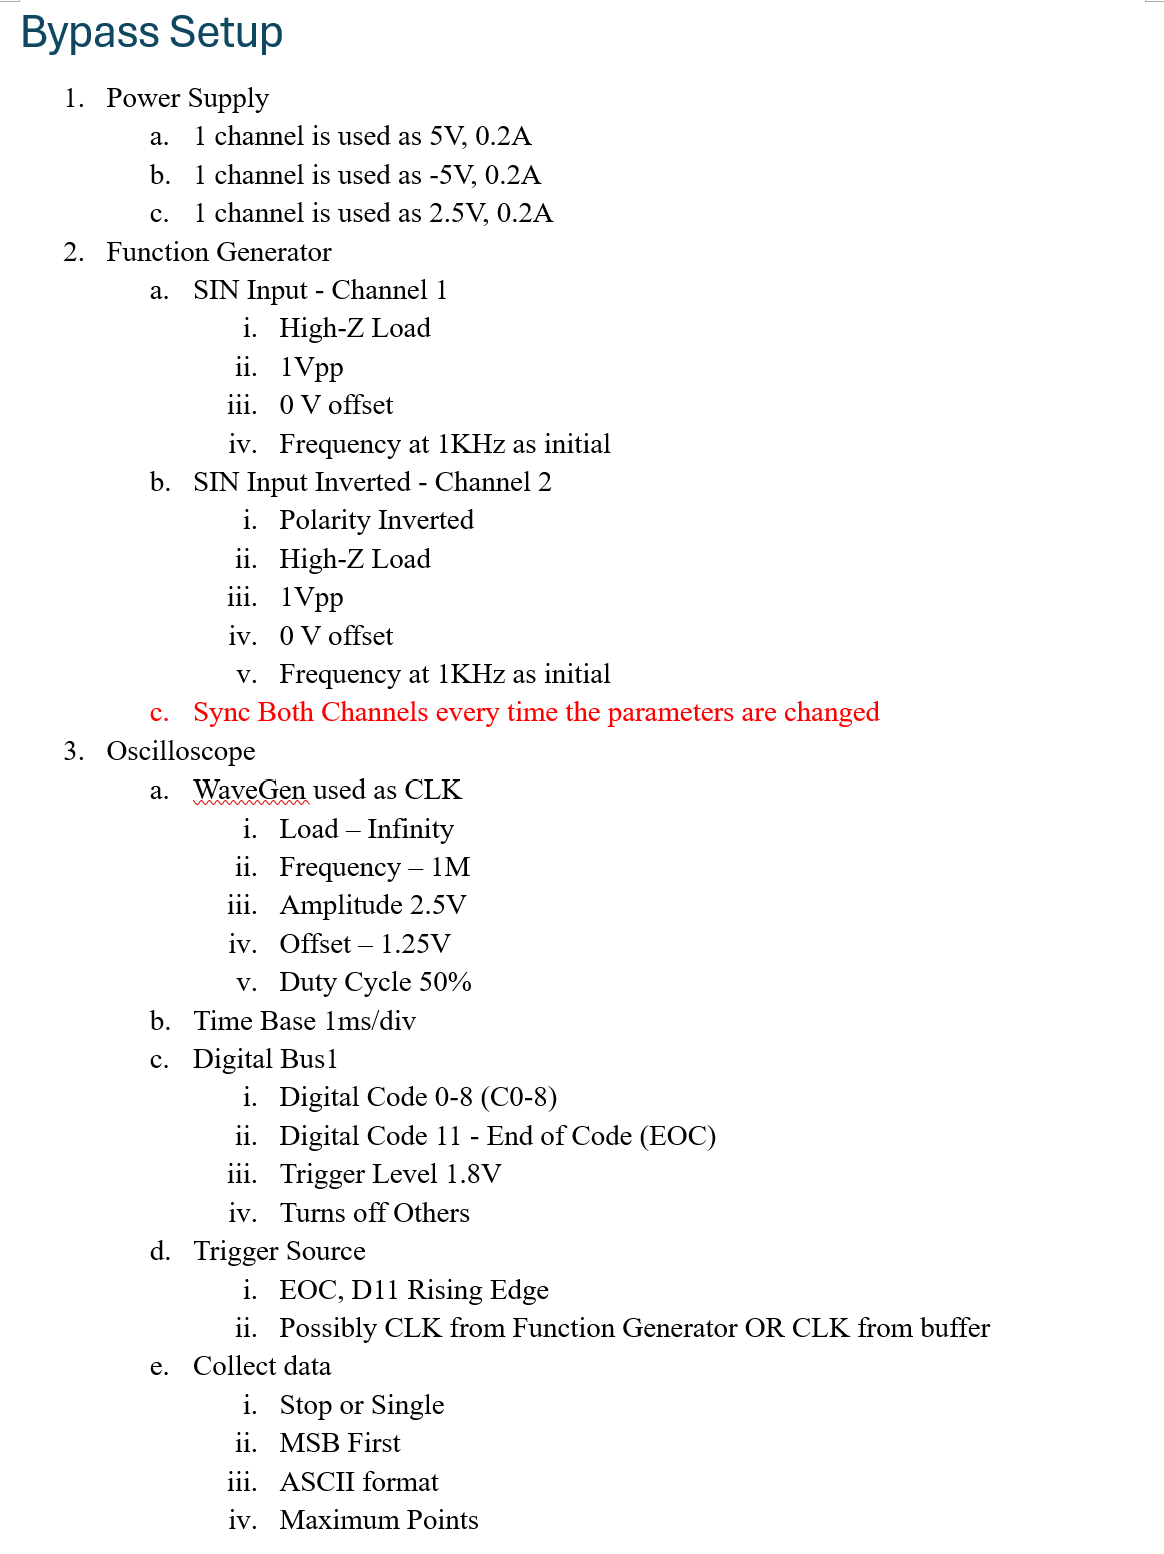 Bypass Setup
1. Power Supply
a. 1 channel is used as 5V, 0.2A
b. 1 channel is used as -5V, 0.2A
c. 1 channel is used as 2.5V, 0.2A
2. Function Generator
a. SIN Input - Channel 1
i. High-Z Load
ii. 1Vpp
iii. 0 V offset
iv. Frequency at 1KHz as initial
b. SIN Input Inverted - Channel 2
i. Polarity Inverted
ii. High-Z Load
iii. 1Vpp
iv. 0 V offset
v. Frequency at 1KHz as initial
c. Sync Both Channels every time the parameters are changed
3. Oscilloscope
a. WaveGen used as CLK
i. Load – Infinity
ii. Frequency – 1M
iii. Amplitude 2.5V
iv. Offset – 1.25V
v. Duty Cycle 50%
b. Time Base 1ms/div
c. Digital Bus1
i. Digital Code 0-8 (C0-8)
ii. Digital Code 11 - End of Code (EOC)
iii. Trigger Level 1.8V
iv. Turns off Others
d. Trigger Source
i. EOC, D11 Rising Edge
ii. Possibly CLK from Function Generator OR CLK from buffer
e. Collect data
i. Stop or Single
ii. MSB First
iii. ASCII format
iv. Maximum Points